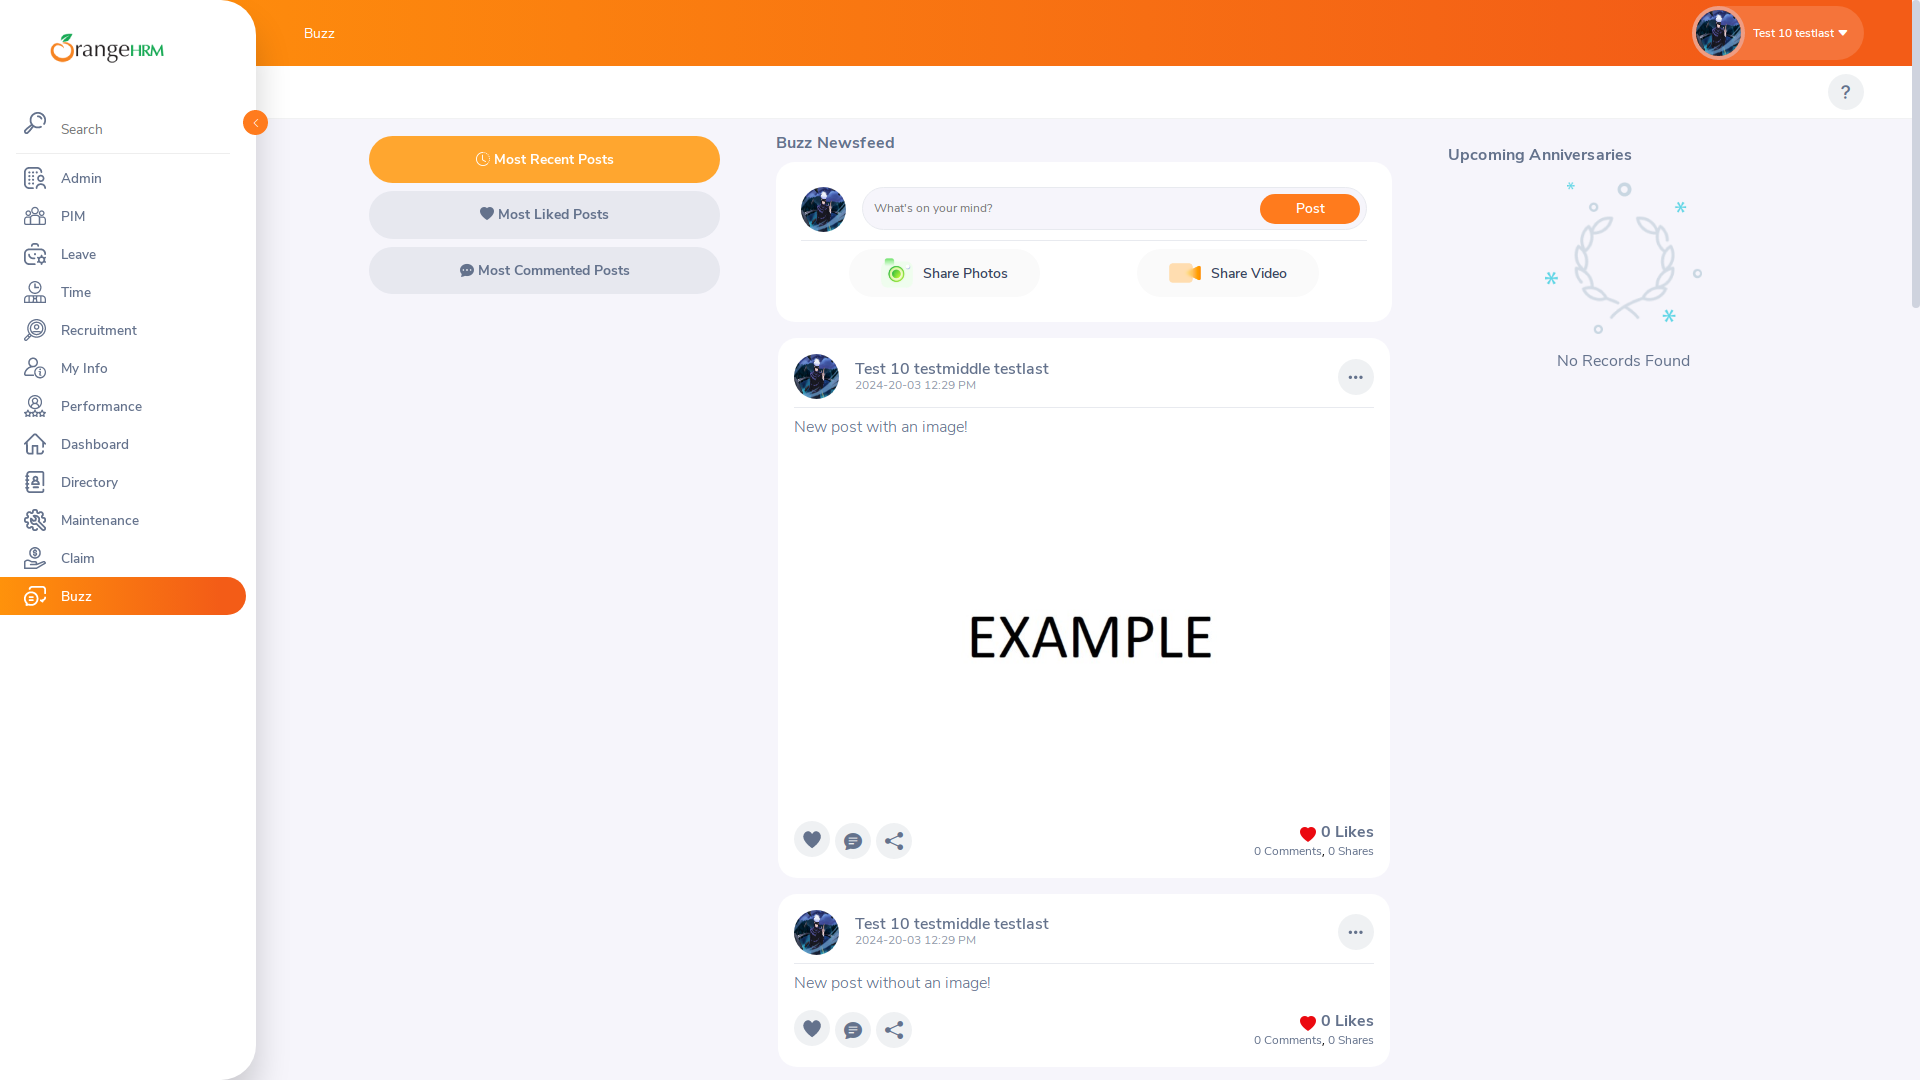 OrangeHRM
Search
Admin
PIM
Leave
Time
Recruitment
My Info
Performance
Dashboard
Directory
Maintenance
Claim
Buzz
Buzz
Test 10 testlast
?
Most Recent Posts
Most Liked Posts
Most Commented Posts
Buzz Newsfeed
What's on your mind?
Post
Share Photos
Share Video
Test 10 testmiddle testlast
2024-20-03 12:29 PM
New post with an image!
EXAMPLE
0 Likes
0 Comments, 0 Shares
Test 10 testmiddle testlast
2024-20-03 12:29 PM
New post without an image!
0 Likes
0 Comments, 0 Shares
Upcoming Anniversaries
No Records Found